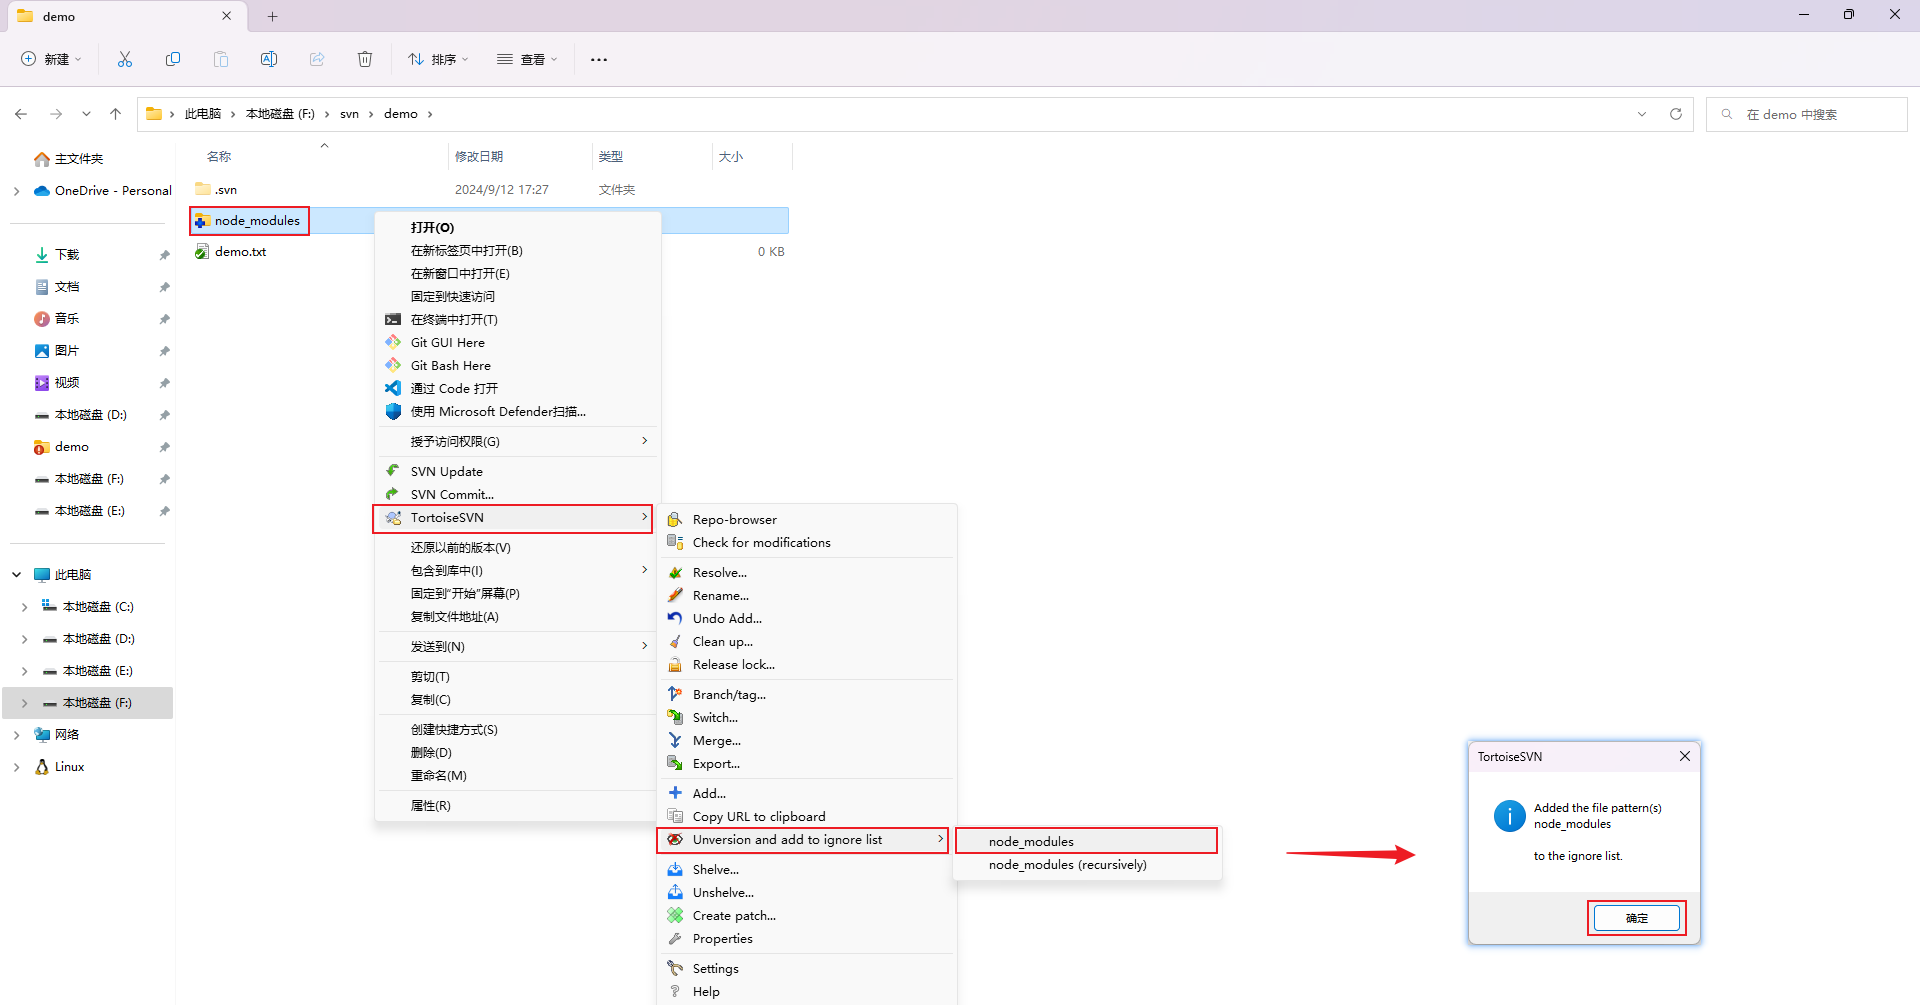 demo
新建
排序
查看
此电脑
本地磁盘 (F:)
svn
demo
在 demo 中搜索
名称
修改日期
类型
大小
主文件夹
OneDrive - Personal
下载
文档
音乐
图片
视频
本地磁盘 (D:)
demo
本地磁盘 (F:)
本地磁盘 (E:)
此电脑
本地磁盘 (C:)
本地磁盘 (D:)
本地磁盘 (E:)
本地磁盘 (F:)
网络
Linux
.svn
2024/9/12 17:27
文件夹
node_modules
demo.txt
0 KB
打开(O)
在新标签页中打开(B)
在新窗口中打开(E)
固定到快速访问
在终端中打开(T)
Git GUI Here
Git Bash Here
通过 Code 打开
使用 Microsoft Defender扫描...
授予访问权限(G)
SVN Update
SVN Commit...
TortoiseSVN
还原以前的版本(V)
包含到库中(I)
固定到"开始"屏幕(P)
复制文件地址(A)
发送到(N)
剪切(T)
复制(C)
创建快捷方式(S)
删除(D)
重命名(M)
属性(R)
Repo-browser
Check for modifications
Resolve...
Rename...
Undo Add...
Clean up...
Release lock...
Branch/tag...
Switch...
Merge...
Export...
Add...
Copy URL to clipboard
Unversion and add to ignore list
Shelve...
Unshelve...
Create patch...
Properties
Settings
Help
node_modules
node_modules (recursively)
TortoiseSVN
Added the file pattern(s)
node_modules
to the ignore list.
确定